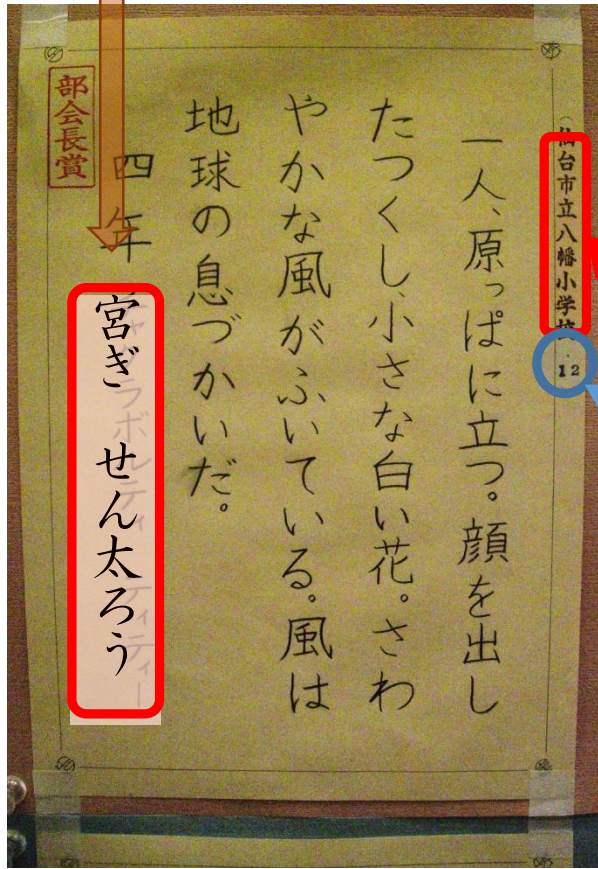 （仙台市立八幡小学校・12
一人、原っぱに立つ。顔を出し
たつくし、小さな白い花。さわ
やかな風がふいている。風は
地球の息づかいだ。
四年 宮ぎ せん太ろう
部会長賞